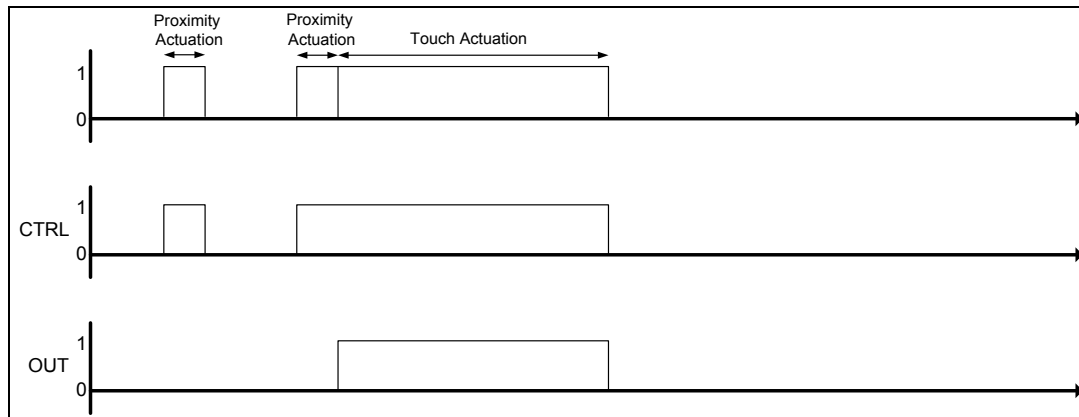 Proximity
Actuation
Proximity
Actuation
Touch Actuation
1
0
CTRL
1
0
OUT
1
0